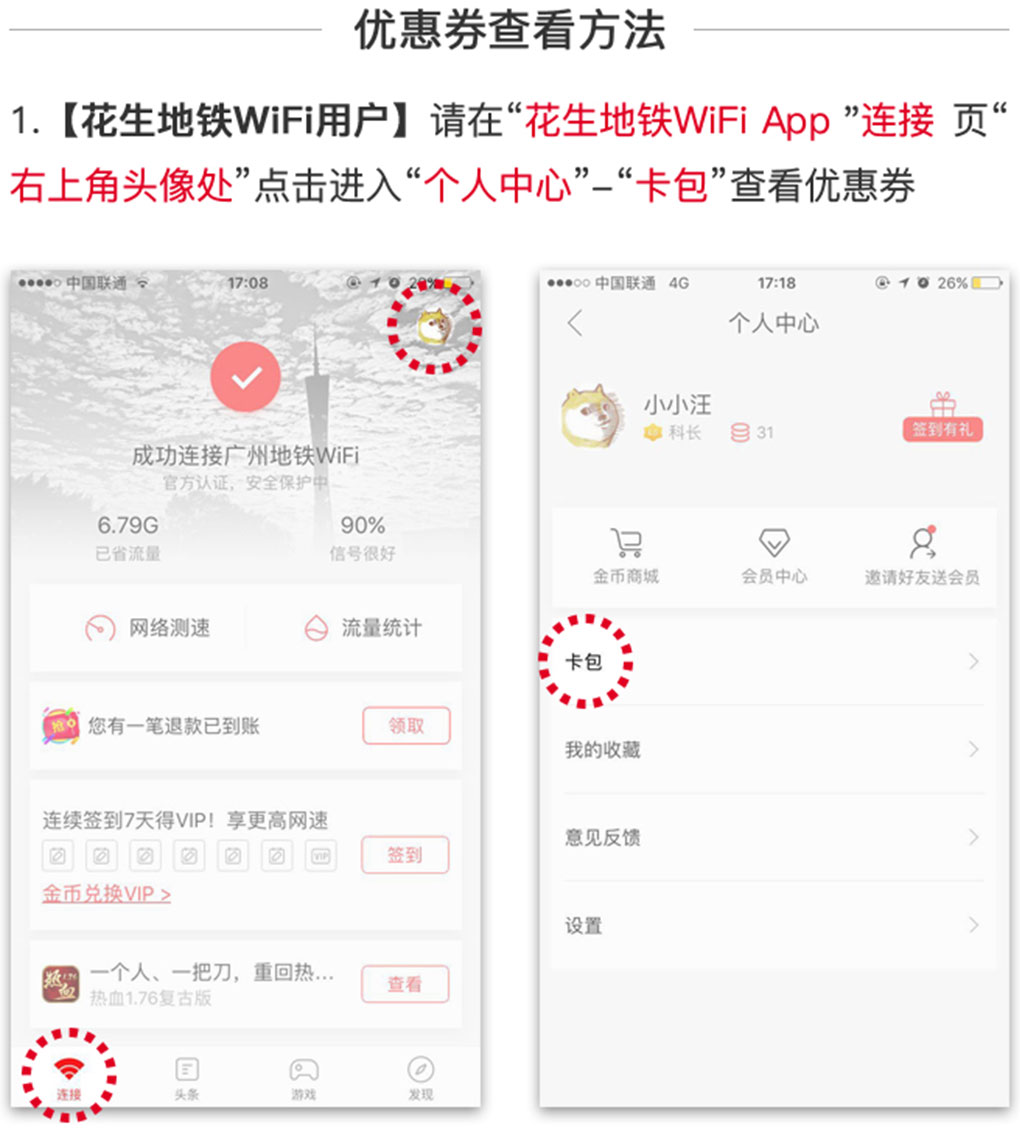 优惠券查看方法
1.【花生地铁WiFi用户】请在“花生地铁WiFi App ”连接 页“
右上角头像处”点击进入“个人中心”–“卡包”查看优惠券
中国联通 17:08
成功连接广州地铁WiFi
官方认证，安全保护中
6.79G 90%
已省流量 信号很好
网络测速 流量统计
抢
您有一笔退款已到账 领取
连续签到7天得VIP！享更高网速
VIP
签到
金币兑换VIP >
热血 1.76
一个人、一把刀，重回热...
热血1.76复古版
查看
连接 头条 游戏 发现
中国联通 4G 17:18 26%
个人中心
小小汪
科长 31
签到有礼
金币商城 会员中心 邀请好友送会员
卡包
我的收藏
意见反馈
设置